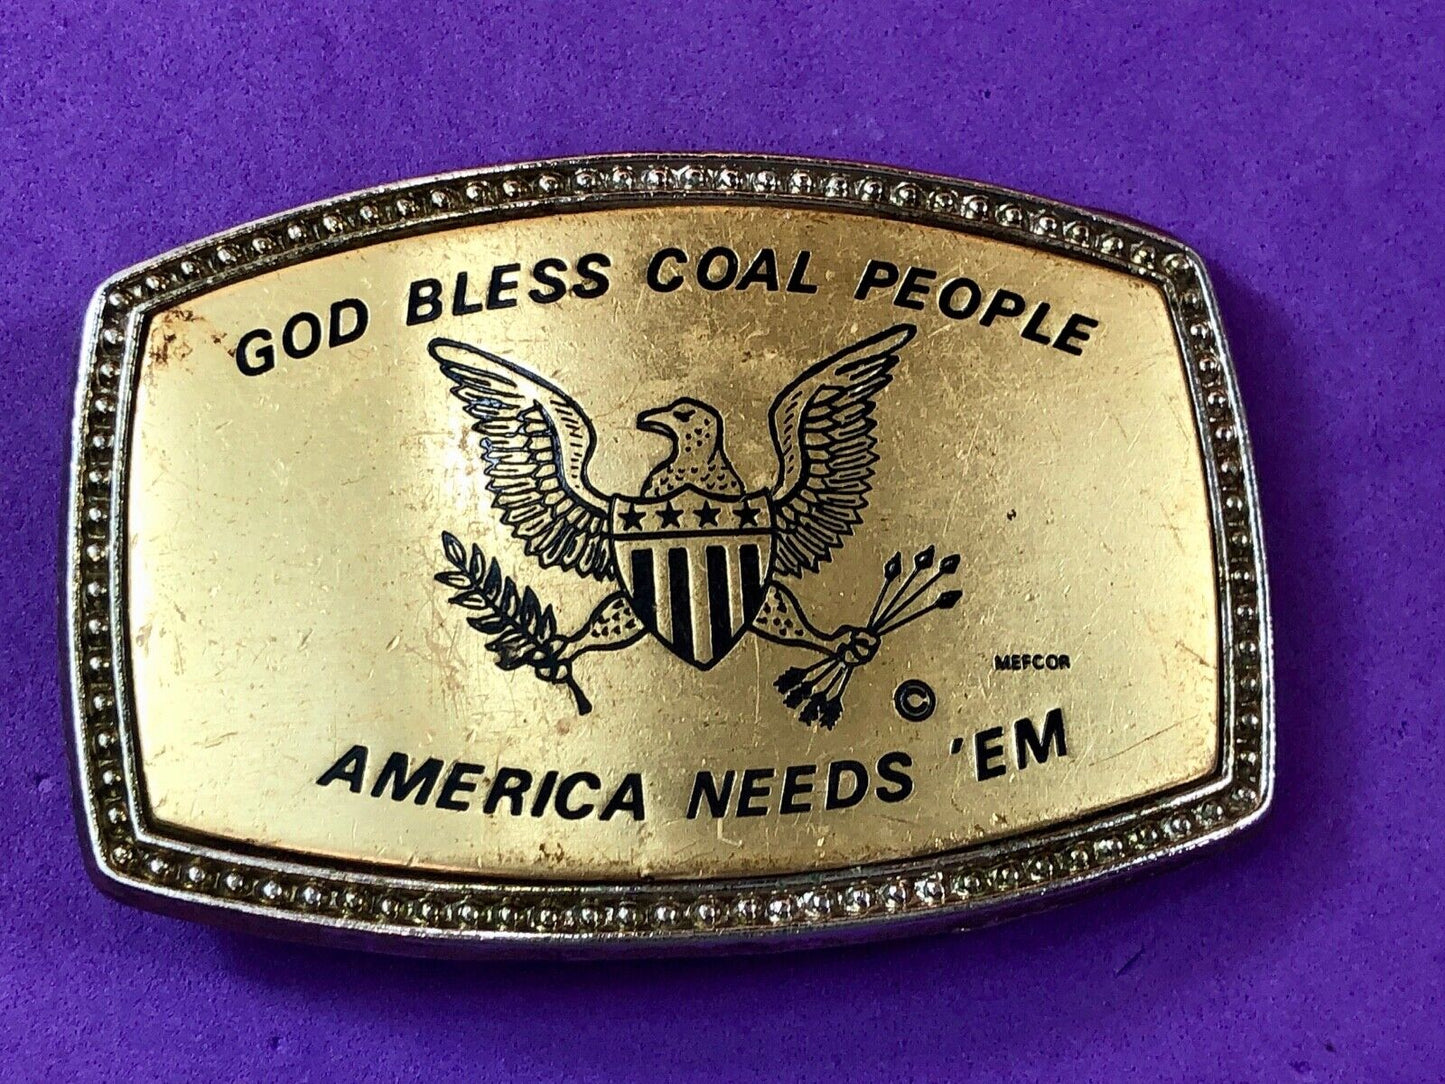 GOD BLESS COAL PEOPLE
MEFCOR
©
AMERICA NEEDS 'EM